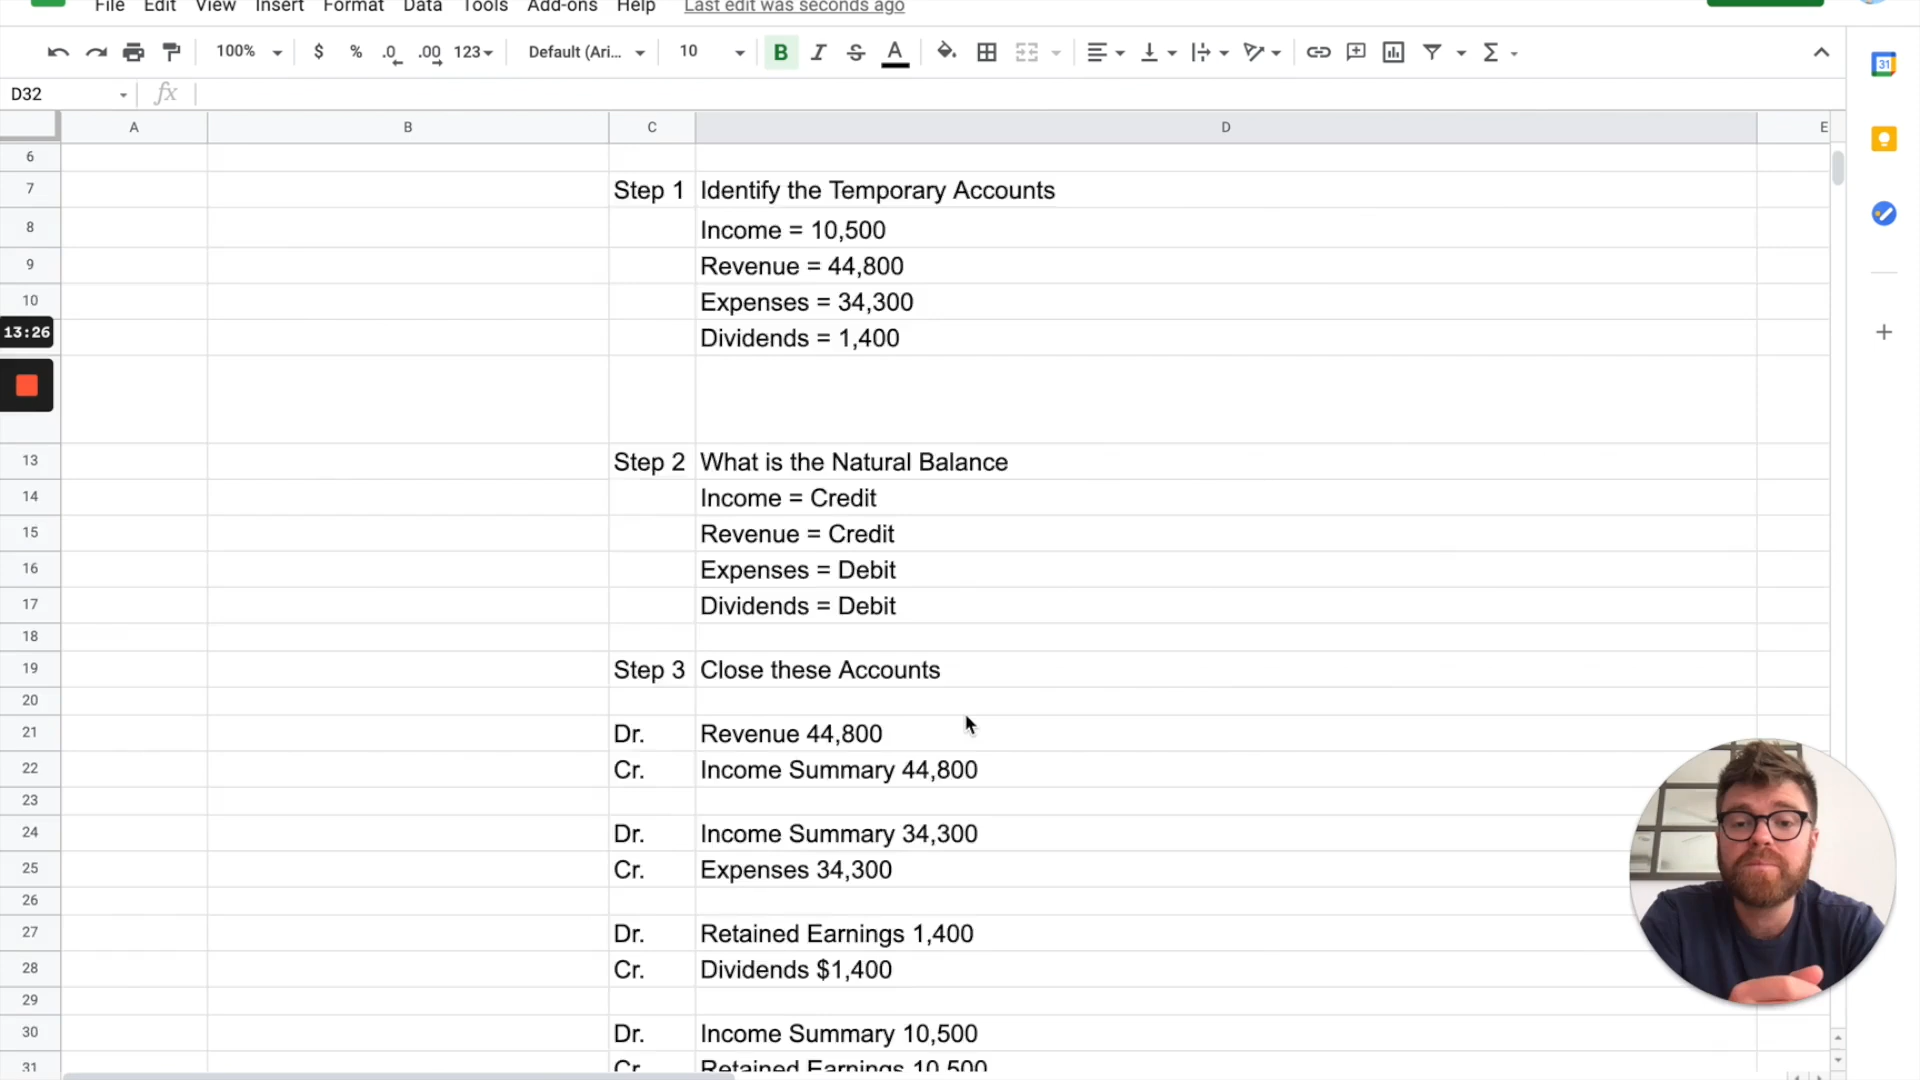 File Edit View Insert Format Data Tools Add-ons Help Last edit was seconds ago
100% $ % .0 .00 123 Default (Ari... 10 B I S A Σ
D32 fx
A B C D E
6
7 Step 1 Identify the Temporary Accounts
8 Income = 10,500
9 Revenue = 44,800
10 Expenses = 34,300
13:26
Dividends = 1,400
13 Step 2 What is the Natural Balance
14 Income = Credit
15 Revenue = Credit
16 Expenses = Debit
17 Dividends = Debit
18
19 Step 3 Close these Accounts
20
21 Dr. Revenue 44,800
22 Cr. Income Summary 44,800
23
24 Dr. Income Summary 34,300
25 Cr. Expenses 34,300
26
27 Dr. Retained Earnings 1,400
28 Cr. Dividends $1,400
29
30 Dr. Income Summary 10,500
31 Cr. Retained Earnings 10,500
31